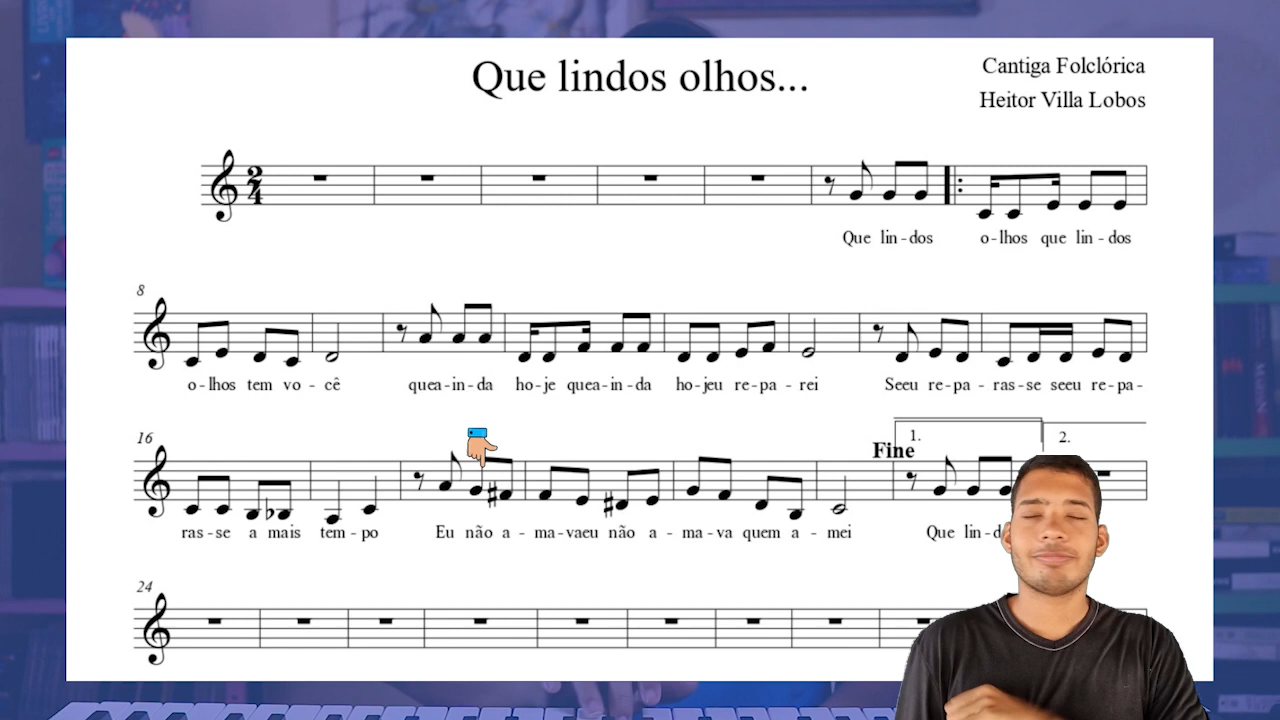 Que lindos olhos...
Cantiga Folclórica
Heitor Villa Lobos
2
4
Que lin - dos o - lhos que lin - dos
8
o - lhos tem vo - cê quea - in - da ho - je quea - in - da ho - jeu re - pa - rei Seeu re - pa - ras - se seeu re - pa -
16
Fine
1.
2.
ras - se a mais tem - po Eu não a - ma - vaeu não a - ma - va quem a - mei Que
24